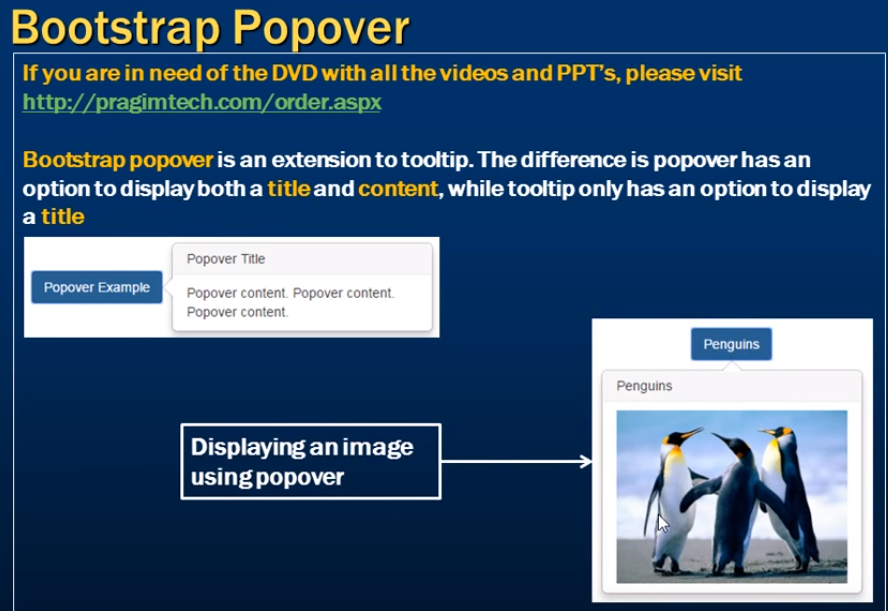 Bootstrap Popover
If you are in need of the DVD with all the videos and PPT's, please visit
http://pragimtech.com/order.aspx
Bootstrap popover is an extension to tooltip. The difference is popover has an
option to display both a title and content, while tooltip only has an option to display
a title
Popover Example
Popover Title
Popover content. Popover content.
Popover content.
Penguins
Penguins
Displaying an image
using popover